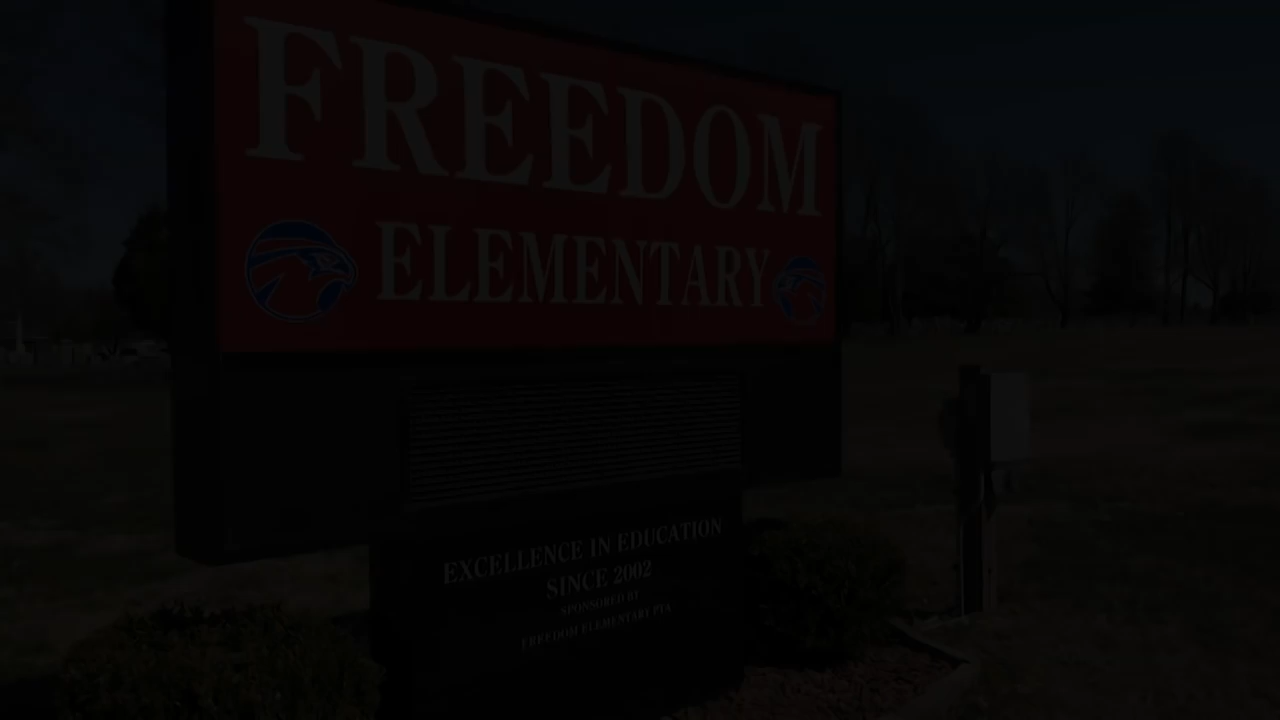 FREEDOM
ELEMENTARY
EXCELLENCE IN EDUCATION
SINCE 2002
SPONSORED BY
FREEDOM ELEMENTARY PTA